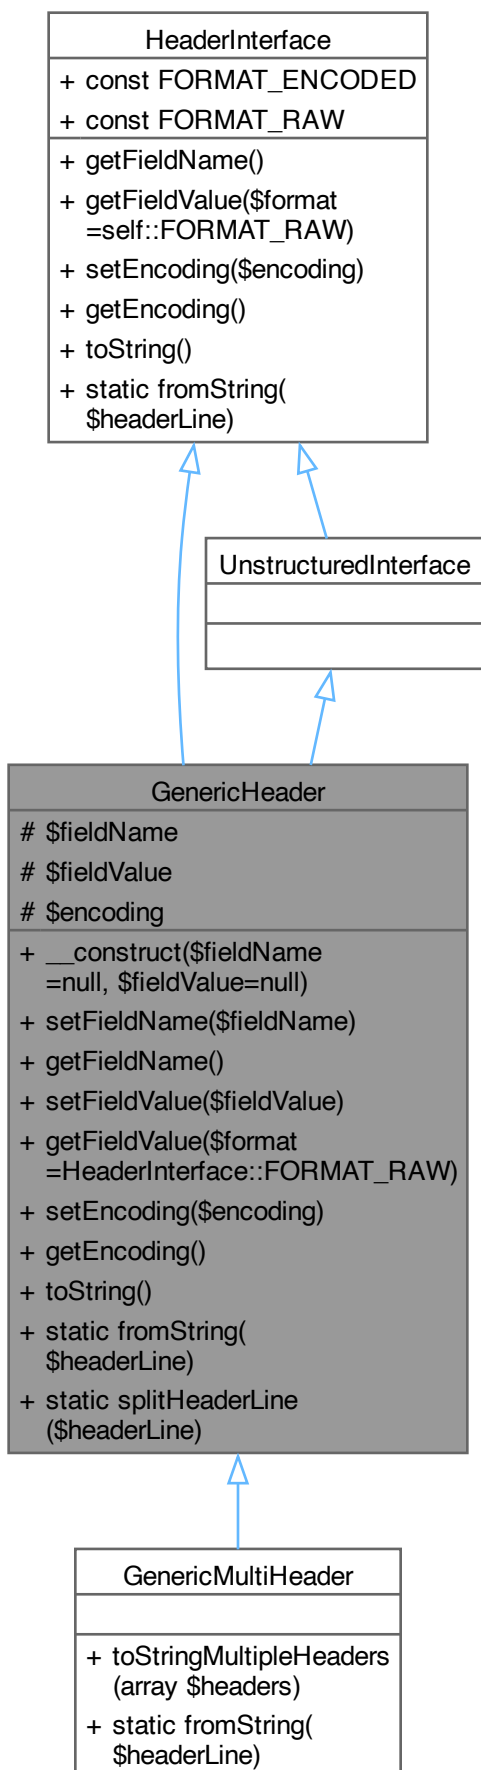 HeaderInterface
+ const FORMAT_ENCODED
+ const FORMAT_RAW
+ getFieldName()
+ getFieldValue($format
=self::FORMAT_RAW)
+ setEncoding($encoding)
+ getEncoding()
+ toString()
+ static fromString(
$headerLine)
UnstructuredInterface
GenericHeader
# $fieldName
# $fieldValue
# $encoding
+ __construct($fieldName
=null, $fieldValue=null)
+ setFieldName($fieldName)
+ getFieldName()
+ setFieldValue($fieldValue)
+ getFieldValue($format
=HeaderInterface::FORMAT_RAW)
+ setEncoding($encoding)
+ getEncoding()
+ toString()
+ static fromString(
$headerLine)
+ static splitHeaderLine
($headerLine)
GenericMultiHeader
+ toStringMultipleHeaders
(array $headers)
+ static fromString(
$headerLine)